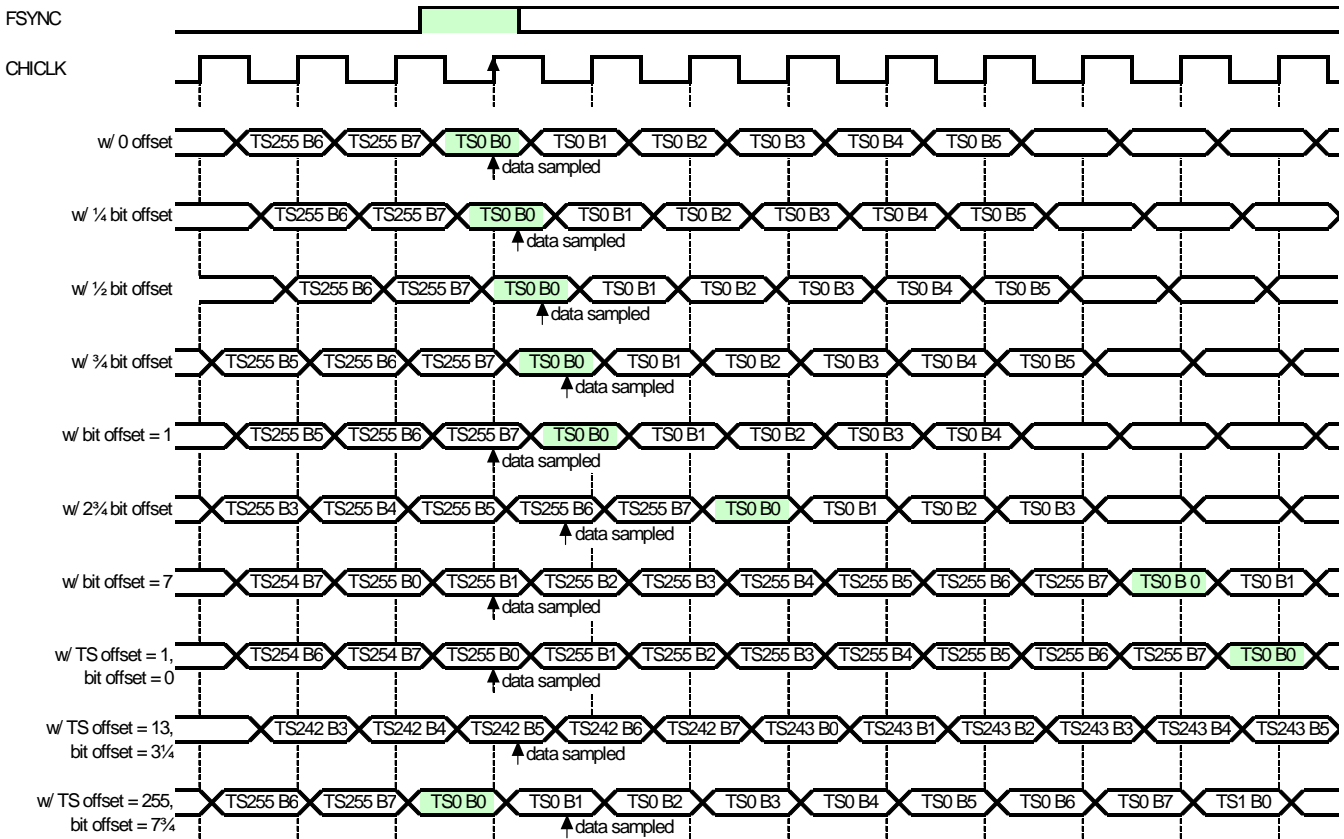 FSYNC
CHICLK
w/ 0 offset TS255 B6 TS255 B7 TS0 B0 TS0 B1 TS0 B2 TS0 B3 TS0 B4 TS0 B5
data sampled
w/ ¼ bit offset TS255 B6 TS255 B7 TS0 B0 TS0 B1 TS0 B2 TS0 B3 TS0 B4 TS0 B5
data sampled
w/ ½ bit offset TS255 B6 TS255 B7 TS0 B0 TS0 B1 TS0 B2 TS0 B3 TS0 B4 TS0 B5
data sampled
w/ ¾ bit offset TS255 B5 TS255 B6 TS255 B7 TS0 B0 TS0 B1 TS0 B2 TS0 B3 TS0 B4 TS0 B5
data sampled
w/ bit offset = 1 TS255 B5 TS255 B6 TS255 B7 TS0 B0 TS0 B1 TS0 B2 TS0 B3 TS0 B4
data sampled
w/ 2¾ bit offset TS255 B3 TS255 B4 TS255 B5 TS255 B6 TS255 B7 TS0 B0 TS0 B1 TS0 B2 TS0 B3
data sampled
w/ bit offset = 7 TS254 B7 TS255 B0 TS255 B1 TS255 B2 TS255 B3 TS255 B4 TS255 B5 TS255 B6 TS255 B7 TS0 B 0 TS0 B1
data sampled
w/ TS offset = 1, TS254 B6 TS254 B7 TS255 B0 TS255 B1 TS255 B2 TS255 B3 TS255 B4 TS255 B5 TS255 B6 TS255 B7 TS0 B0
bit offset = 0 data sampled
w/ TS offset = 13, TS242 B3 TS242 B4 TS242 B5 TS242 B6 TS242 B7 TS243 B0 TS243 B1 TS243 B2 TS243 B3 TS243 B4 TS243 B5
bit offset = 3¼ data sampled
w/ TS offset = 255, TS255 B6 TS255 B7 TS0 B0 TS0 B1 TS0 B2 TS0 B3 TS0 B4 TS0 B5 TS0 B6 TS0 B7 TS1 B0
bit offset = 7¾ data sampled